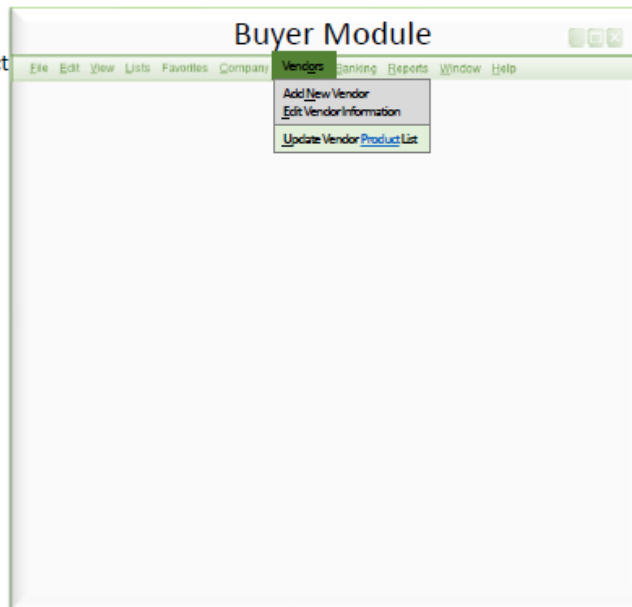 Buyer Module
File Edit View Lists Favorites Company Vendors Banking Reports Window Help
Add New Vendor
Edit Vendor Information
Update Vendor Product List